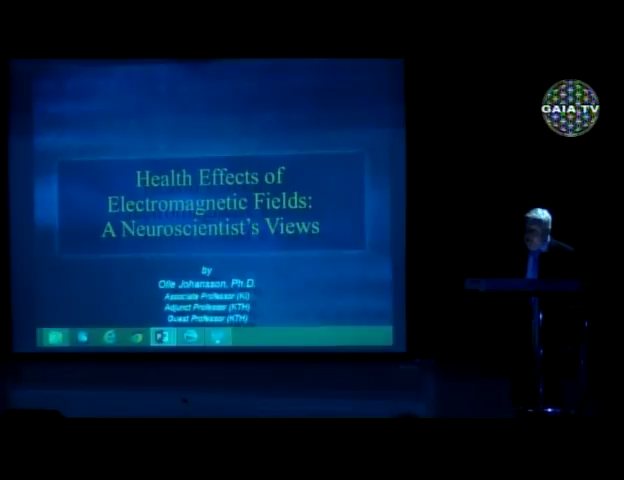 Health Effects of
Electromagnetic Fields:
A Neuroscientist's Views
by
Olle Johansson, Ph.D.
Associate Professor (KI)
Adjunct Professor (KTH)
Guest Professor (KTH)
GAIA TV